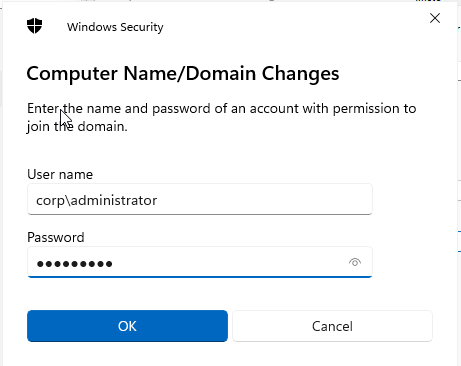 Windows Security
Computer Name/Domain Changes
Enter the name and password of an account with permission to
join the domain.
User name
corp\administrator
Password
●●●●●●●●●
OK
Cancel